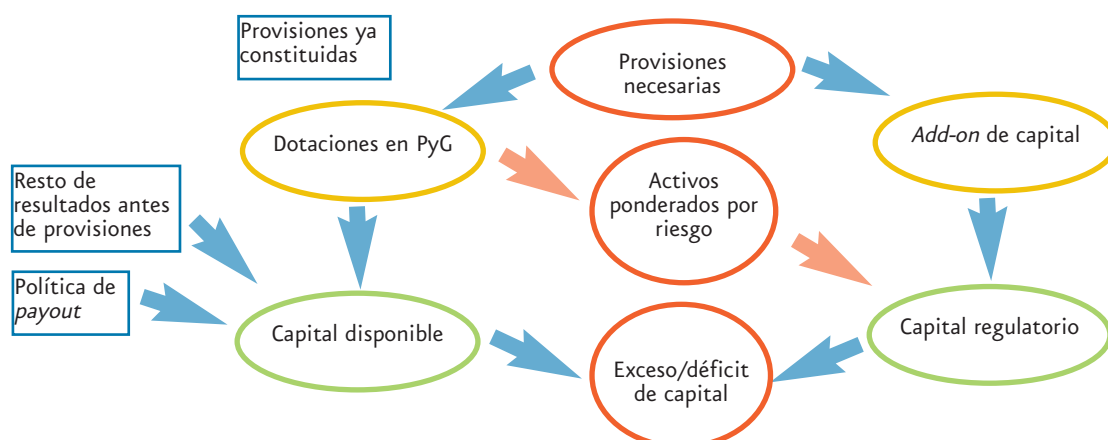 Provisiones ya
constituidas
Provisiones
necesarias
Dotaciones en PyG
Add-on de capital
Activos
ponderados por
riesgo
Resto de
resultados antes
de provisiones
Política de
payout
Capital disponible
Capital regulatorio
Exceso/déficit
de capital